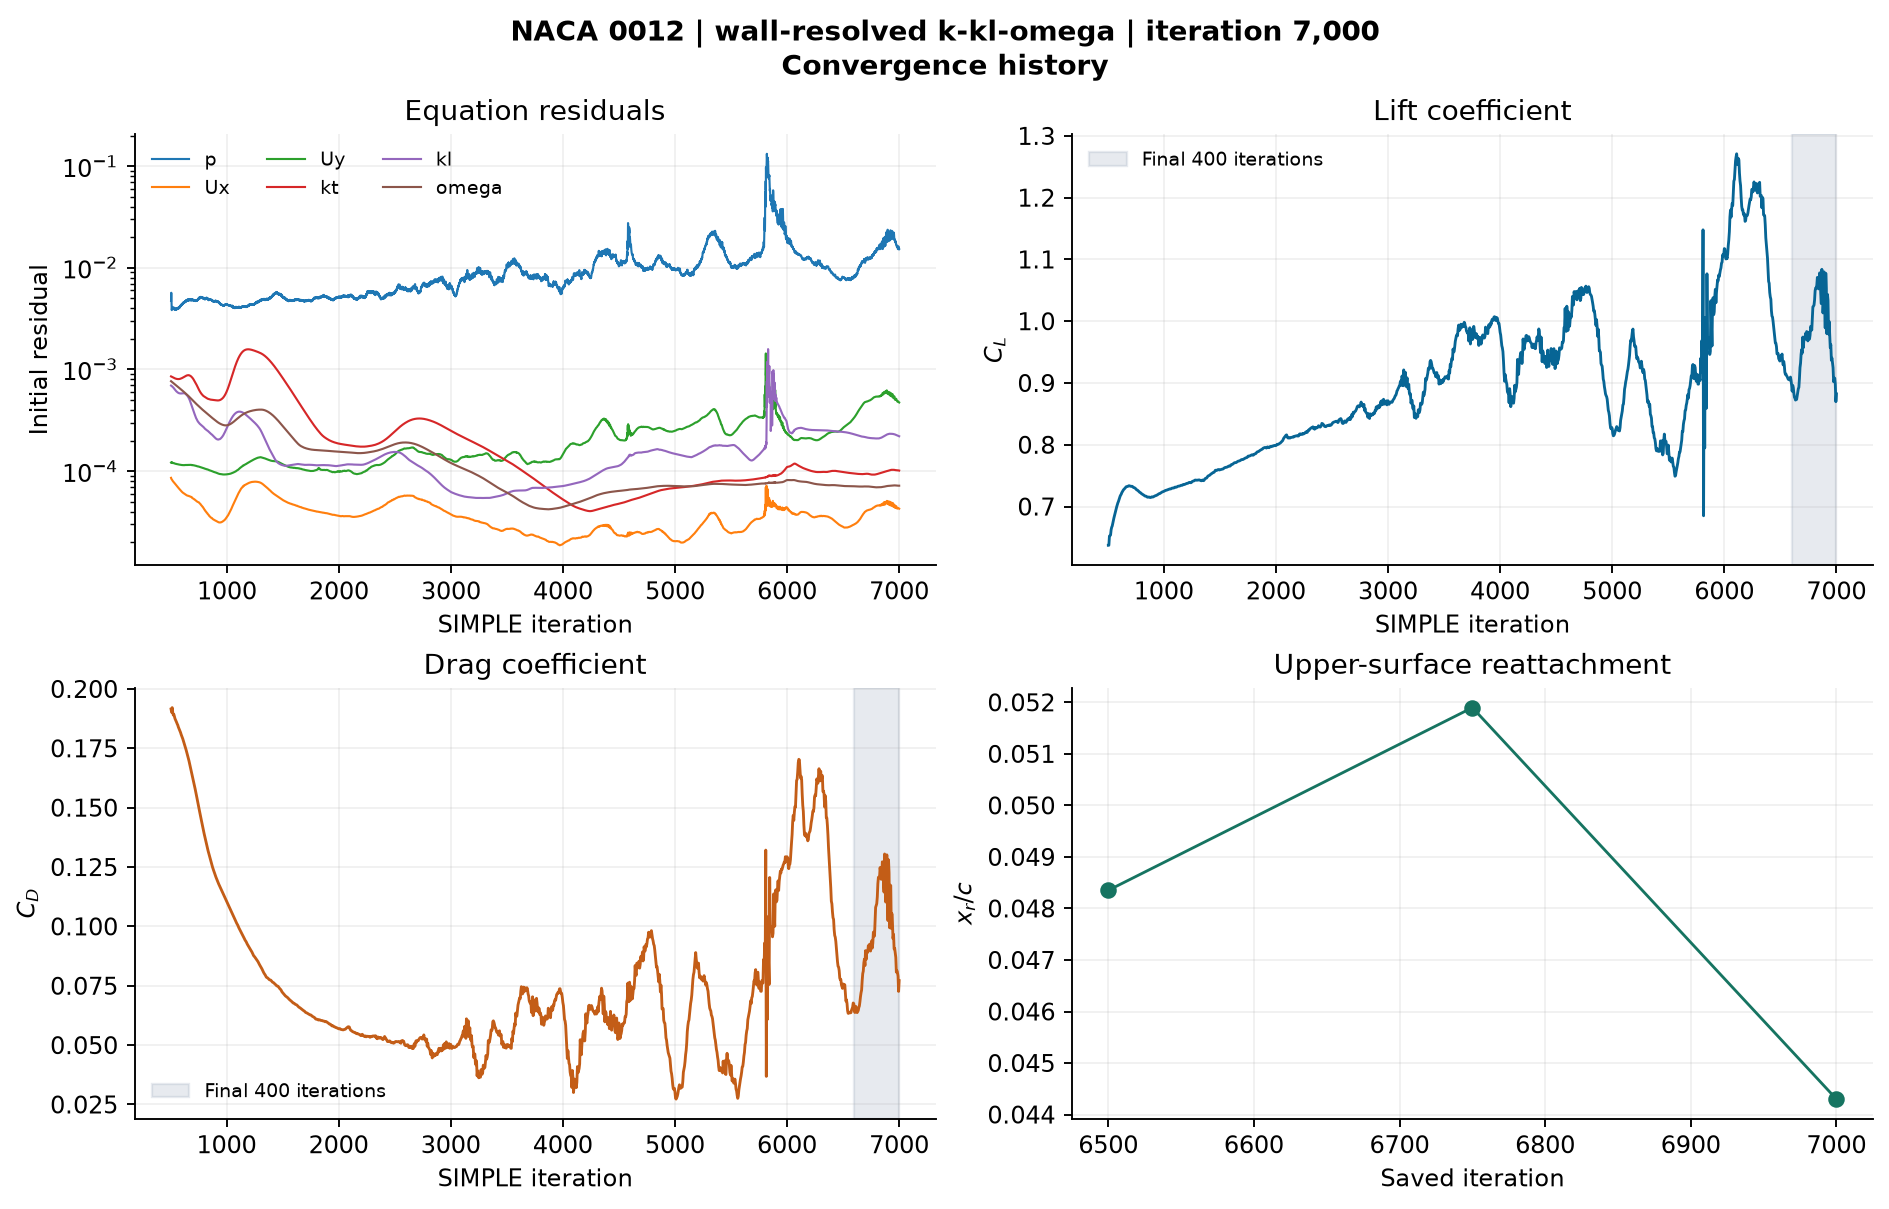 NACA 0012 | wall-resolved k-kl-omega | iteration 7,000
Convergence history
Equation residuals
p
Ux
Uy
kt
kl
omega
10⁻¹
10⁻²
10⁻³
10⁻⁴
Initial residual
1000 2000 3000 4000 5000 6000 7000
SIMPLE iteration
Lift coefficient
Final 400 iterations
1.3
1.2
1.1
1.0
0.9
0.8
0.7
C_L
1000 2000 3000 4000 5000 6000 7000
SIMPLE iteration
Drag coefficient
0.200
0.175
0.150
0.125
0.100
0.075
0.050
0.025
C_D
Final 400 iterations
1000 2000 3000 4000 5000 6000 7000
SIMPLE iteration
Upper-surface reattachment
0.052
0.051
0.050
0.049
0.048
0.047
0.046
0.045
0.044
x_r/c
6500 6600 6700 6800 6900 7000
Saved iteration